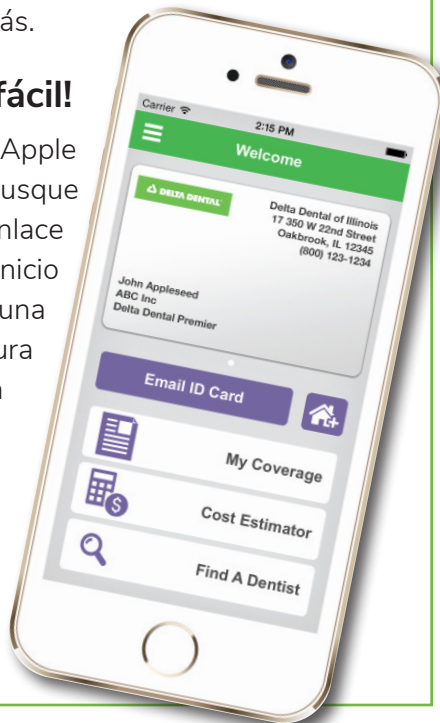 ás.
fácil!
Apple
usque
nlace
nicio
una
ura
Carrier
2:15 PM
Welcome
DELTA DENTAL
Delta Dental of Illinois
17 350 W 22nd Street
Oakbrook, IL 12345
(800) 123-1234
John Appleseed
ABC Inc
Delta Dental Premier
Email ID Card
My Coverage
$
Cost Estimator
Find A Dentist